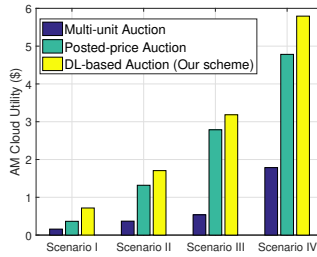 6
5
4
3
2
1
0
AM Cloud Utility ($)
Multi-unit Auction
Posted-price Auction
DL-based Auction (Our scheme)
Scenario I Scenario II Scenario III Scenario IV